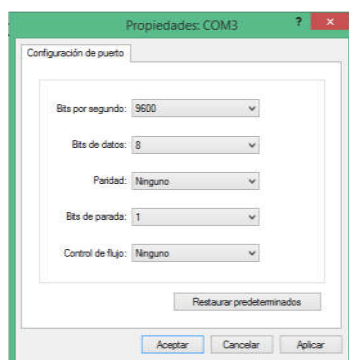 Propiedades: COM3 ? ×
Configuración de puerto
Bits por segundo: 9600
Bits de datos: 8
Paridad: Ninguno
Bits de parada: 1
Control de flujo: Ninguno
Restaurar predeterminados
Aceptar Cancelar Aplicar